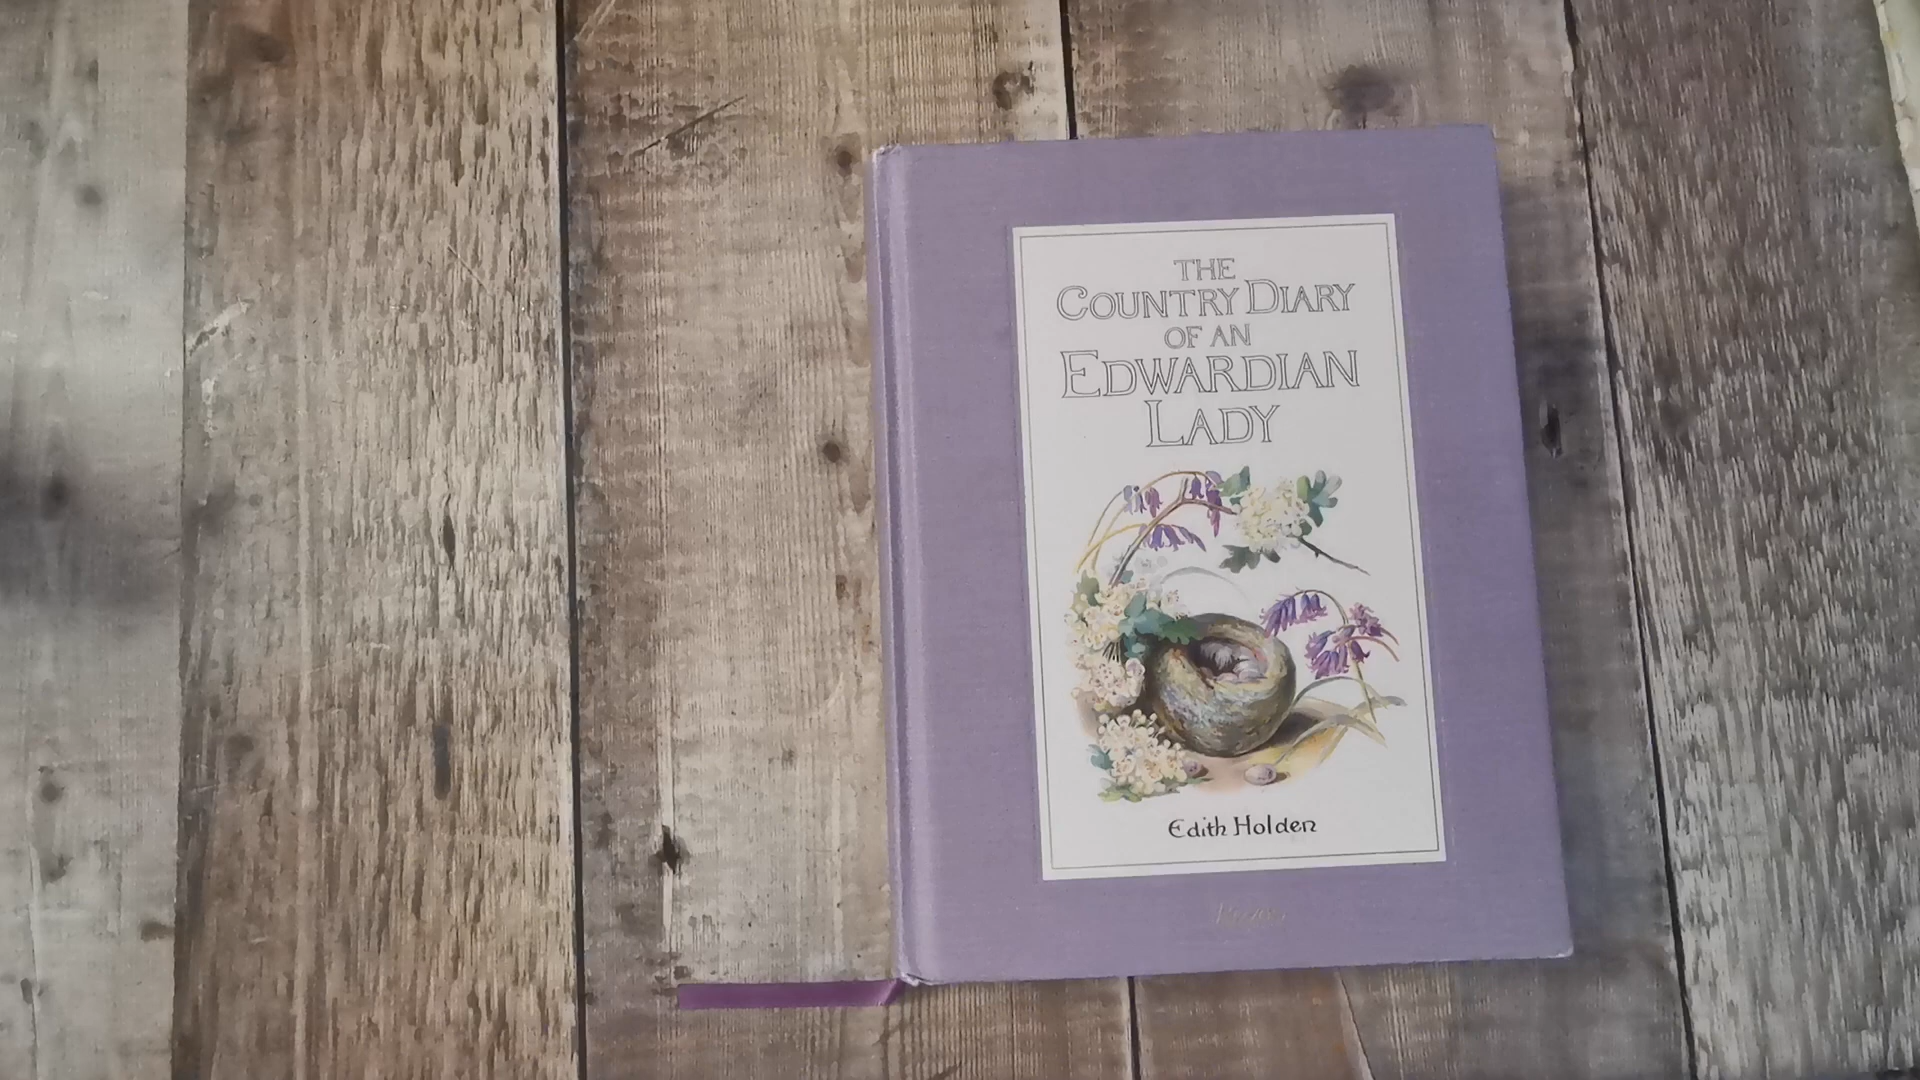 THE
COUNTRY DIARY
OF AN
EDWARDIAN
LADY
Edith Holden